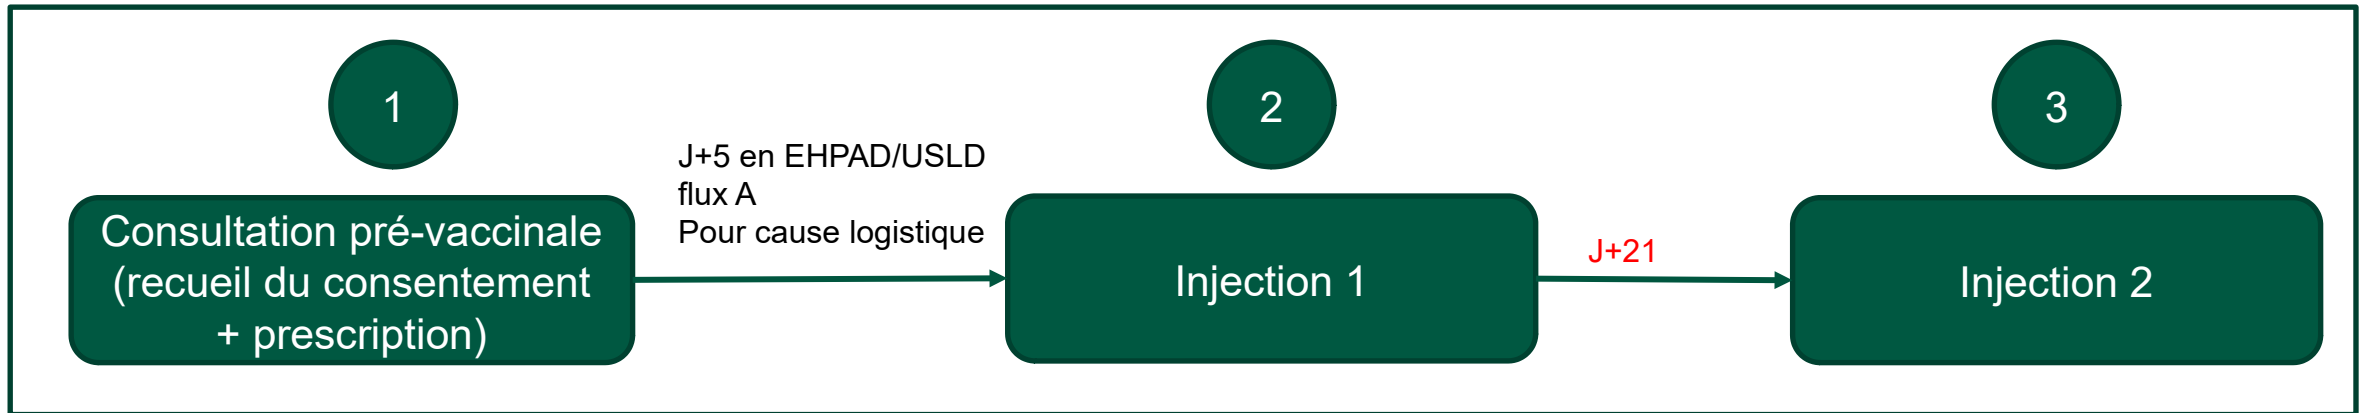 1
2
3
J+5 en EHPAD/USLD
flux A
Pour cause logistique
Consultation pré-vaccinale
(recueil du consentement
+ prescription)
Injection 1
J+21
Injection 2